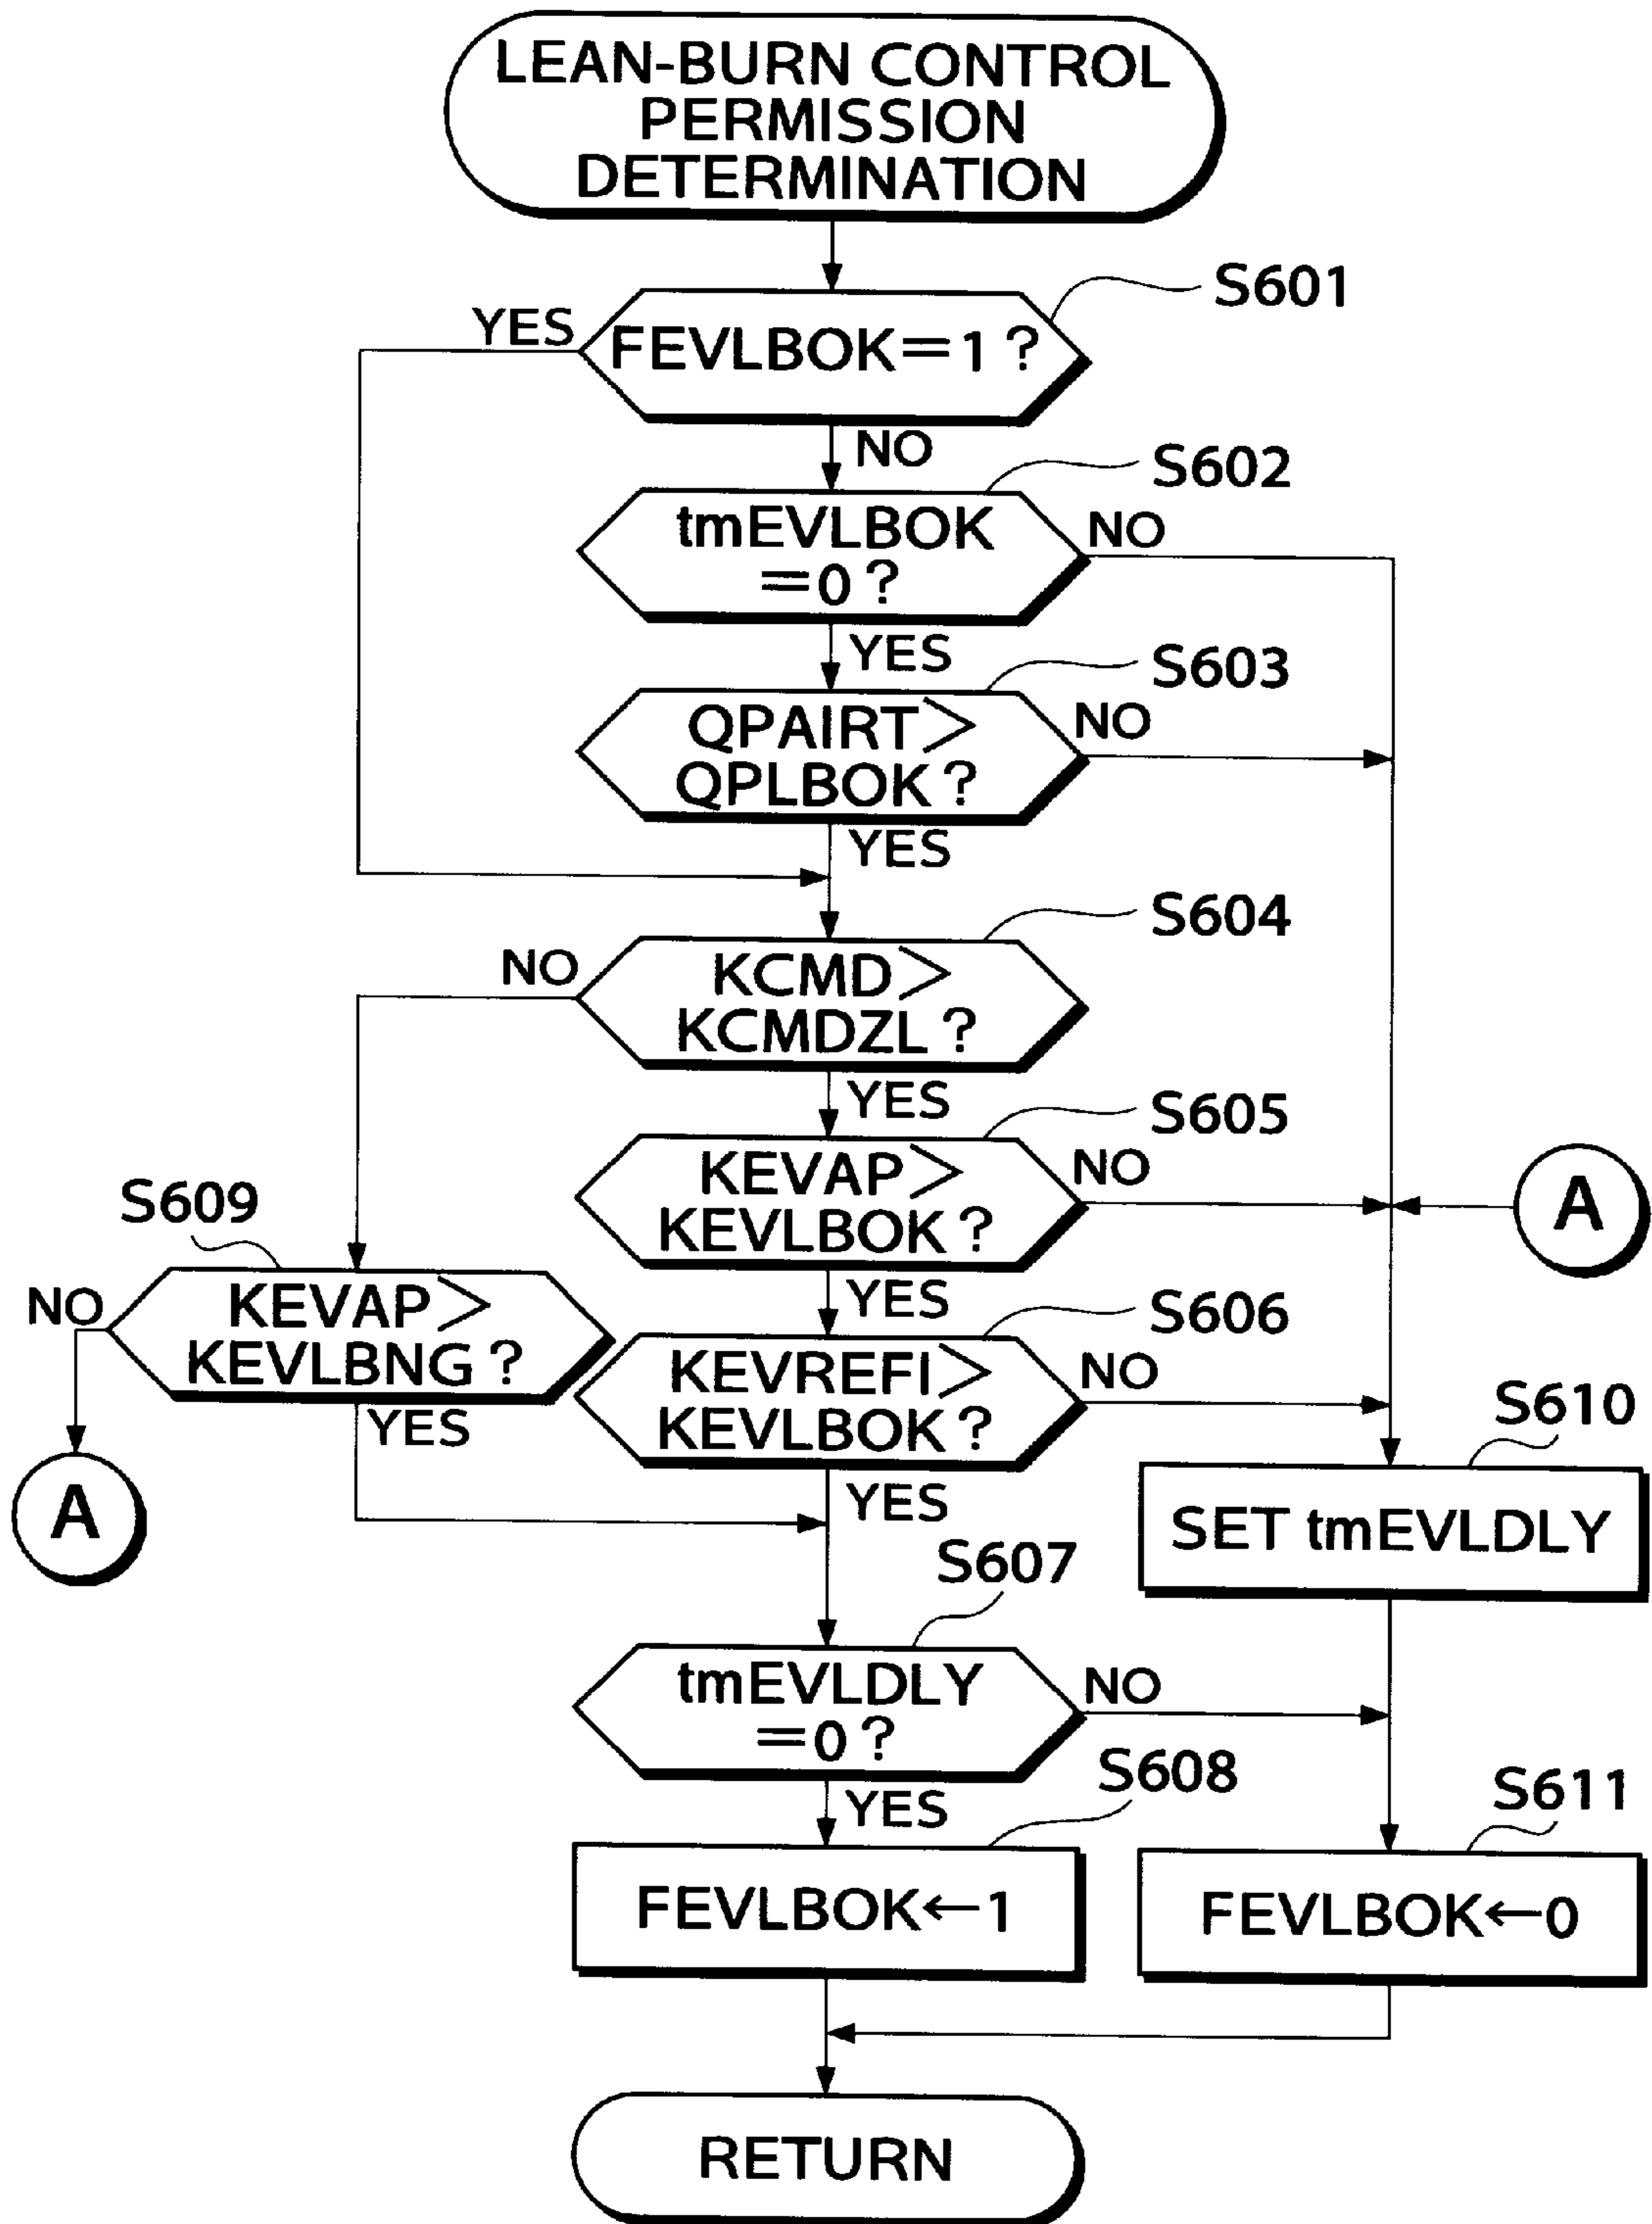 LEAN-BURN CONTROL
PERMISSION
DETERMINATION
S601
YES
FEVLBOK=1?
NO
S602
tmEVLBOK
=0?
NO
YES
S603
QPAIRT>
QPLBOK?
NO
YES
S604
NO
KCMD>
KCMDZL?
YES
S605
KEVAP>
KEVLBOK?
NO
A
S609
NO
KEVAP>
KEVLBNG?
YES
YES
S606
KEVREFI>
KEVLBOK?
NO
YES
A
S610
SET tmEVLDLY
S607
tmEVLDLY
=0?
NO
YES
S608
FEVLBOK←1
S611
FEVLBOK←0
RETURN